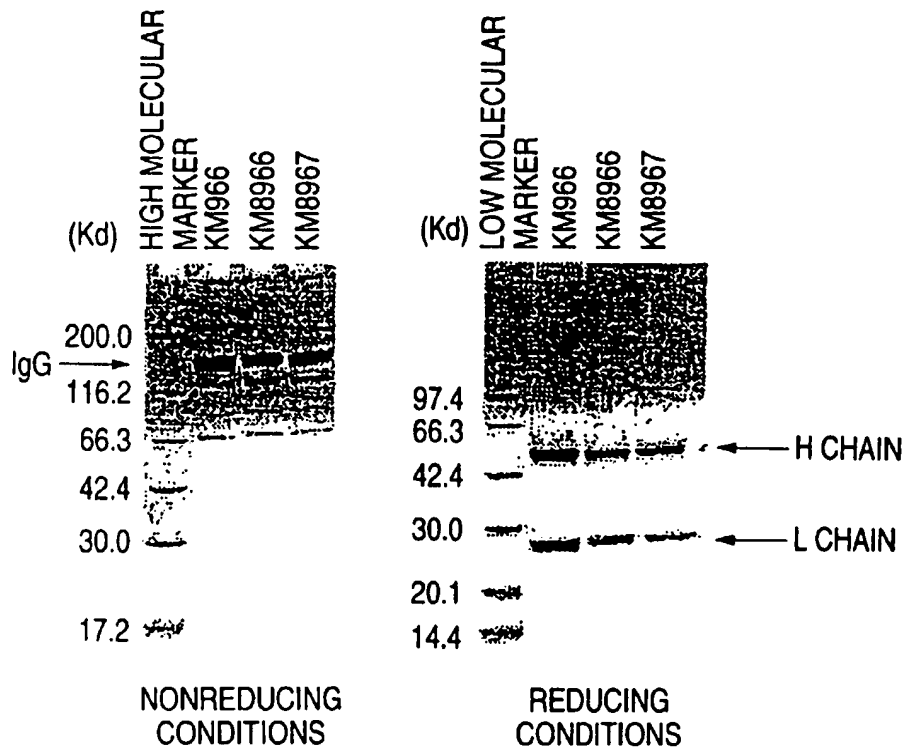 (Kd)
HIGH MOLECULAR
MARKER
KM966
KM8966
KM8967
200.0
IgG
116.2
66.3
42.4
30.0
17.2
NONREDUCING
CONDITIONS
(Kd)
LOW MOLECULAR
MARKER
KM966
KM8966
KM8967
97.4
66.3
H CHAIN
42.4
30.0
L CHAIN
20.1
14.4
REDUCING
CONDITIONS